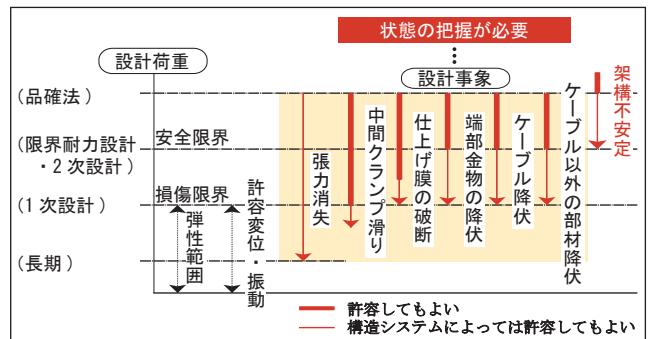 状態の把握が必要
設計荷重
設計事象
(品確法)
(限界耐力設計
・2次設計)
安全限界
(1次設計)
損傷限界
(長期)
弾性範囲
許容変位・振動
張力消失
中間クランプ滑り
仕上げ膜の破断
端部金物の降伏
ケーブル降伏
ケーブル以外の部材降伏
架構不安定
許容してもよい
構造システムによっては許容してもよい